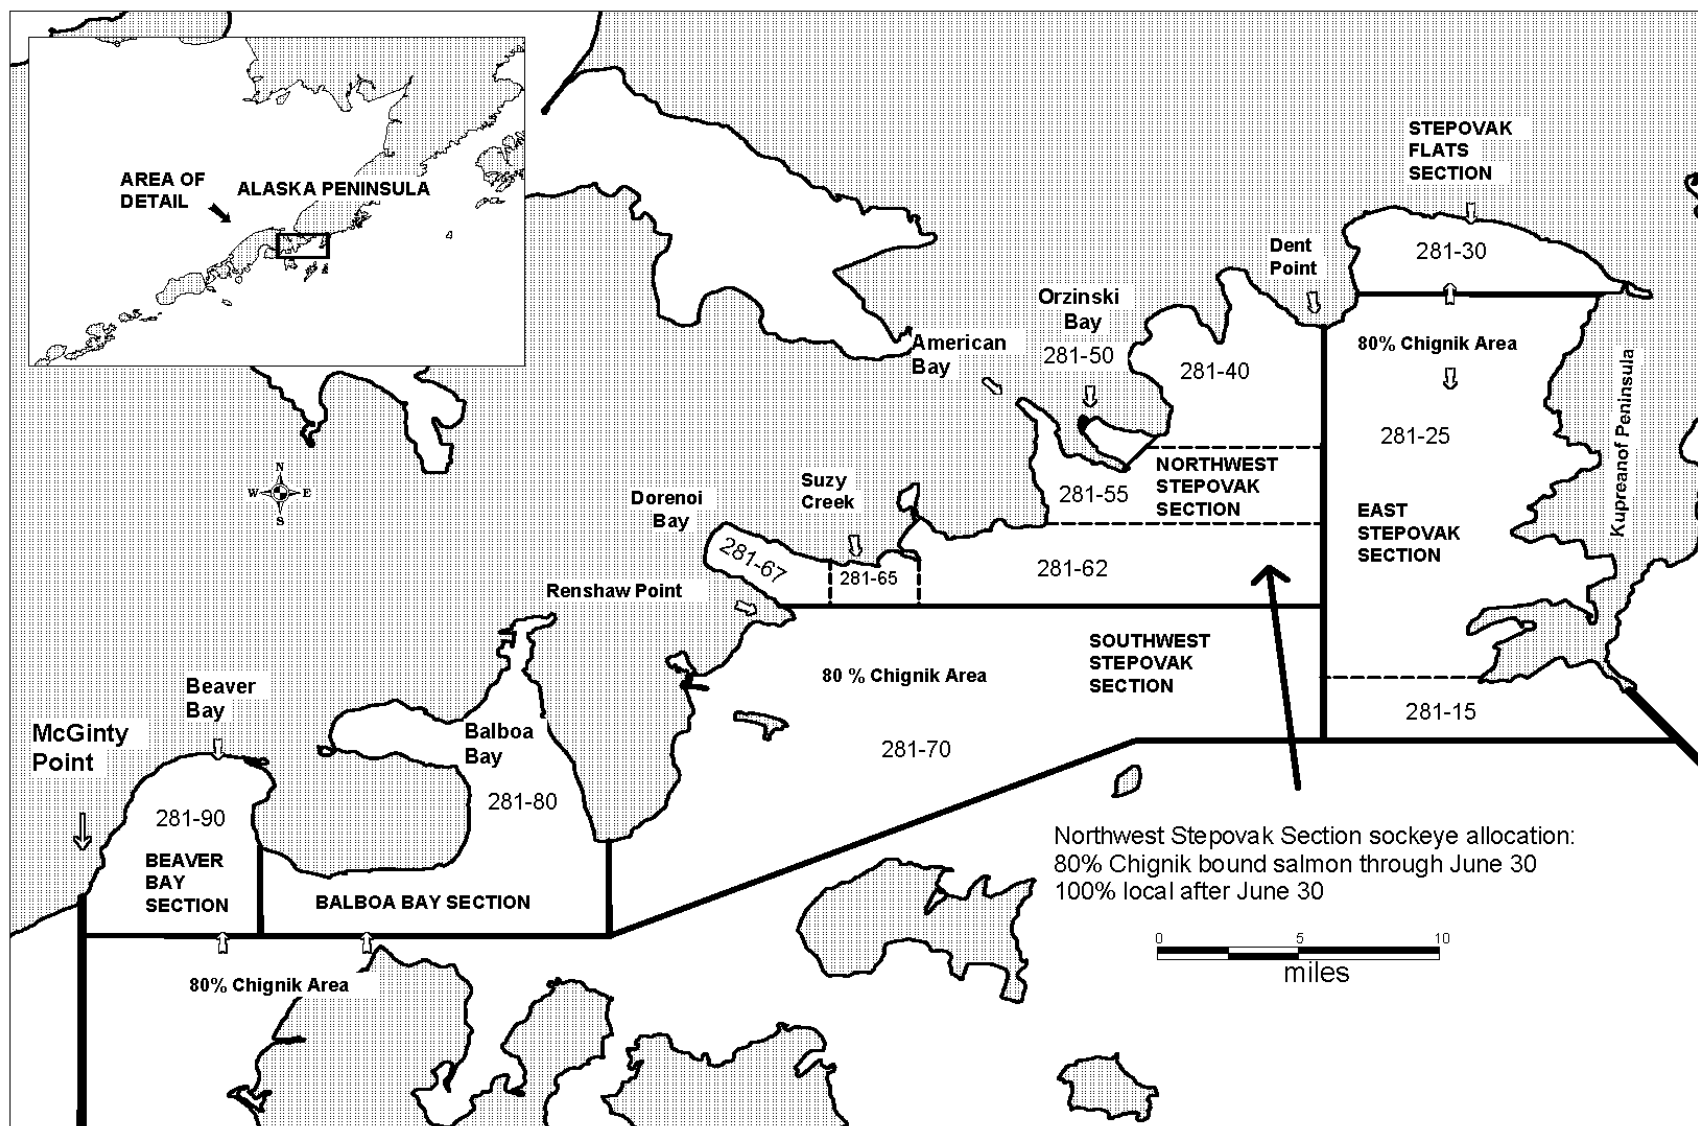 AREA OF
DETAIL
ALASKA PENINSULA
STEPOVAK
FLATS
SECTION
281-30
Dent
Point
Orzinski
Bay
281-50
American
Bay
281-40
80% Chignik Area
281-25
Kupreanof Peninsula
N
W
E
S
NORTHWEST
STEPOVAK
SECTION
281-55
Suzy
Creek
Dorenoi
Bay
EAST
STEPOVAK
SECTION
281-67
281-65
281-62
Renshaw Point
SOUTHWEST
STEPOVAK
SECTION
80 % Chignik Area
281-70
281-15
Beaver
Bay
McGinty
Point
Balboa
Bay
281-80
281-90
BEAVER
BAY
SECTION
BALBOA BAY SECTION
80% Chignik Area
Northwest Stepovak Section sockeye allocation:
80% Chignik bound salmon through June 30
100% local after June 30
0 5 10
miles